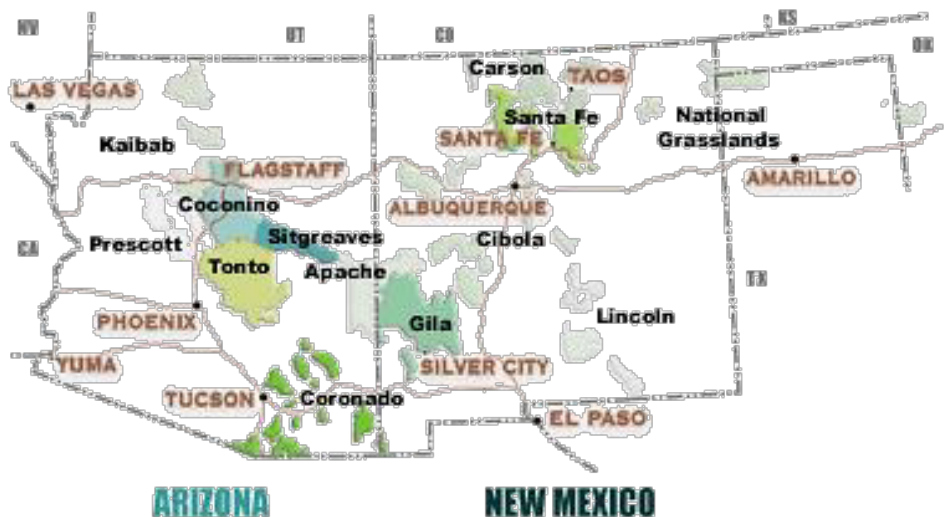 NV
UT
CO
KS
OK
LAS VEGAS
Carson
TAOS
Santa Fe
SANTA FE
National
Grasslands
Kaibab
FLAGSTAFF
AMARILLO
Coconino
ALBUQUERQUE
Prescott
Sitgreaves
Cibola
CA
Tonto
Apache
TX
PHOENIX
Gila
Lincoln
YUMA
SILVER CITY
TUCSON
Coronado
EL PASO
ARIZONA
NEW MEXICO